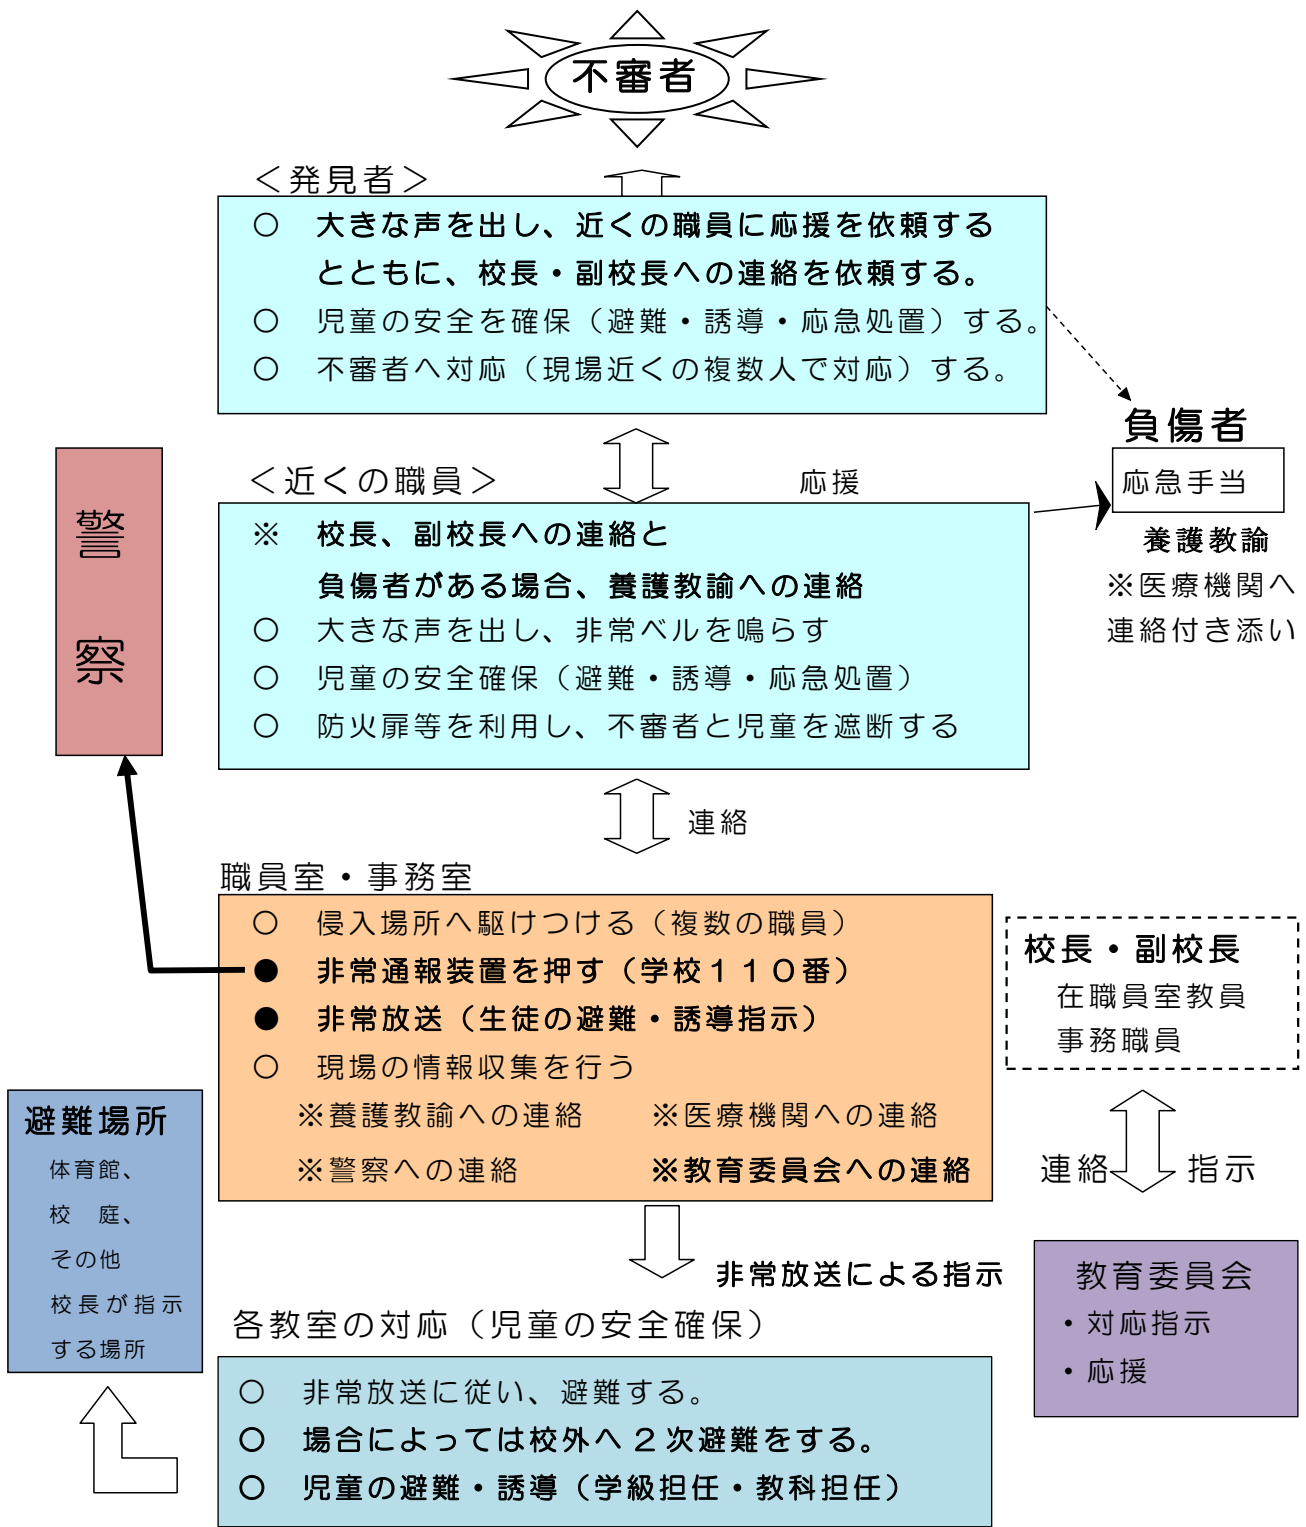 不審者
＜発見者＞
○ 大きな声を出し、近くの職員に応援を依頼する
とともに、校長・副校長への連絡を依頼する。
○ 児童の安全を確保（避難・誘導・応急処置）する。
○ 不審者へ対応（現場近くの複数人で対応）する。
負傷者
応急手当
養護教諭
※医療機関へ
連絡付き添い
警
察
＜近くの職員＞
応援
※ 校長、副校長への連絡と
負傷者がある場合、養護教諭への連絡
○ 大きな声を出し、非常ベルを鳴らす
○ 児童の安全確保（避難・誘導・応急処置）
○ 防火扉等を利用し、不審者と児童を遮断する
連絡
職員室・事務室
○ 侵入場所へ駆けつける（複数の職員）
● 非常通報装置を押す（学校１１０番）
● 非常放送（生徒の避難・誘導指示）
○ 現場の情報収集を行う
※養護教諭への連絡 ※医療機関への連絡
※警察への連絡 ※教育委員会への連絡
校長・副校長
在職員室教員
事務職員
連絡 指示
教育委員会
・対応指示
・応援
避難場所
体育館、
校 庭、
その他
校長が指示
する場所
非常放送による指示
各教室の対応（児童の安全確保）
○ 非常放送に従い、避難する。
○ 場合によっては校外へ２次避難をする。
○ 児童の避難・誘導（学級担任・教科担任）